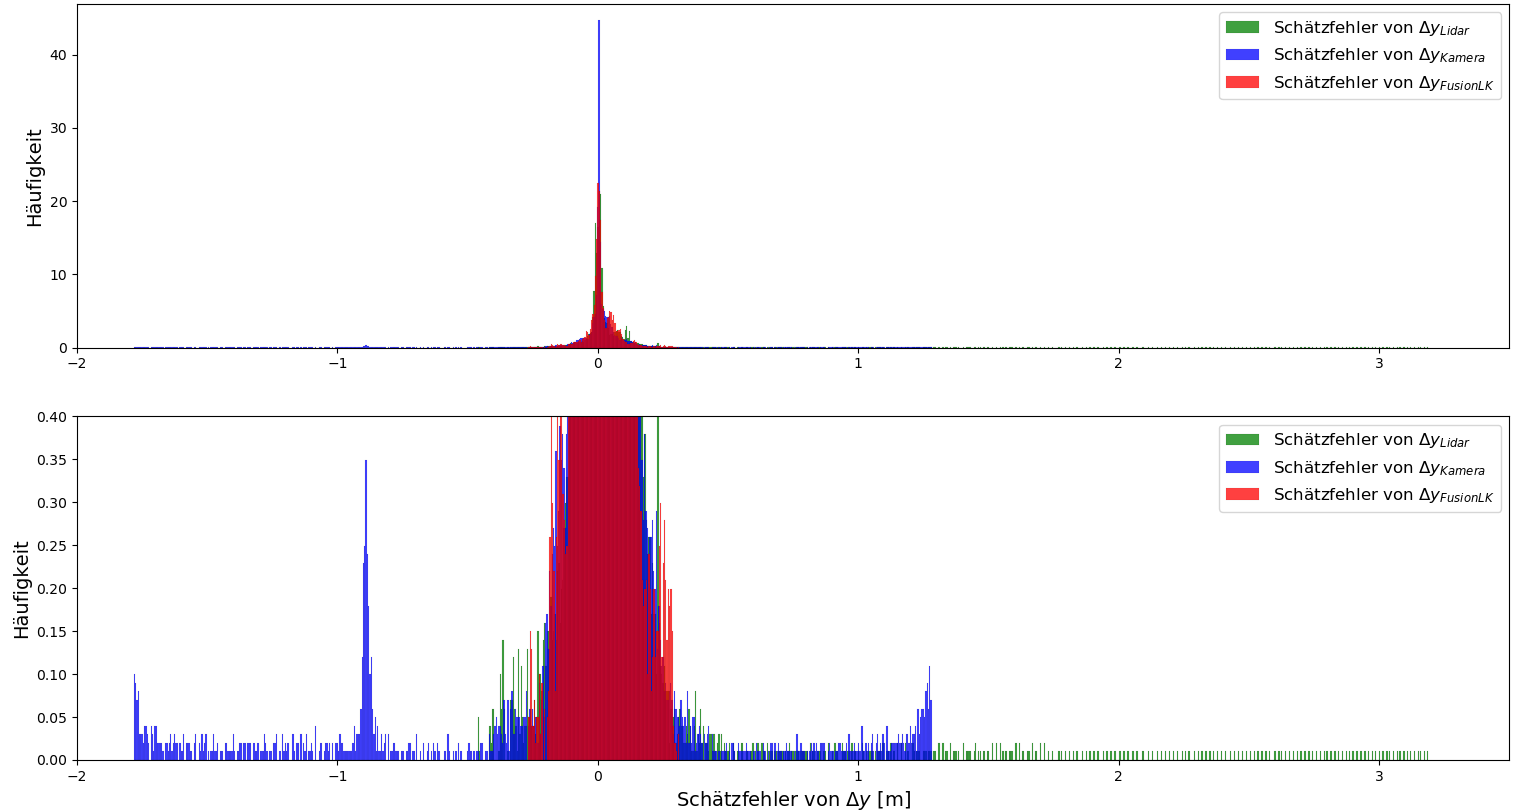 Häufigkeit
40
30
20
10
0
−2
−1
0
1
2
3
Schätzfehler von Δy_Lidar
Schätzfehler von Δy_Kamera
Schätzfehler von Δy_FusionLK
Häufigkeit
0.40
0.35
0.30
0.25
0.20
0.15
0.10
0.05
0.00
−2
−1
0
1
2
3
Schätzfehler von Δy_Lidar
Schätzfehler von Δy_Kamera
Schätzfehler von Δy_FusionLK
Schätzfehler von Δy [m]